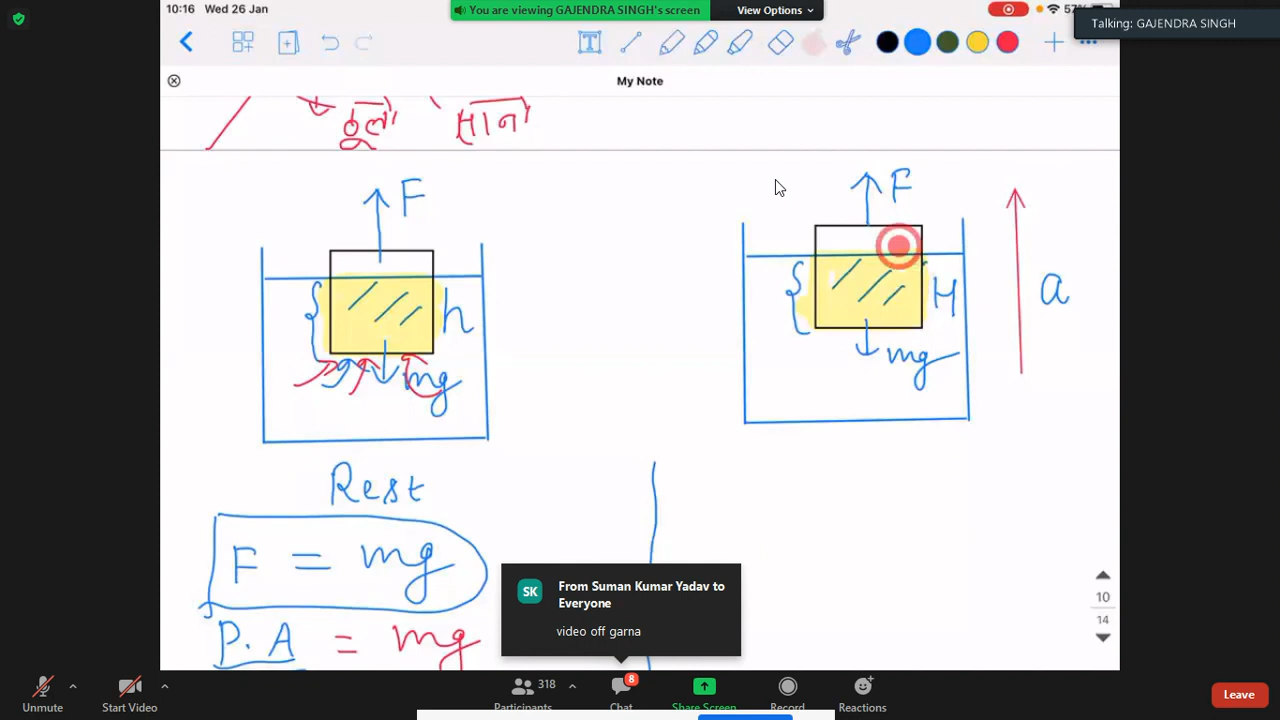 10:16 Wed 26 Jan
You are viewing GAJENDRA SINGH's screen
View Options
57%
Talking: GAJENDRA SINGH
My Note
F
F
h
H
a
mg
mg
Rest
F = mg
P.A = mg
SK
From Suman Kumar Yadav to
Everyone
video off garna
10
14
Unmute
Start Video
318
Participants
8
Chat
Share Screen
Record
Reactions
Leave